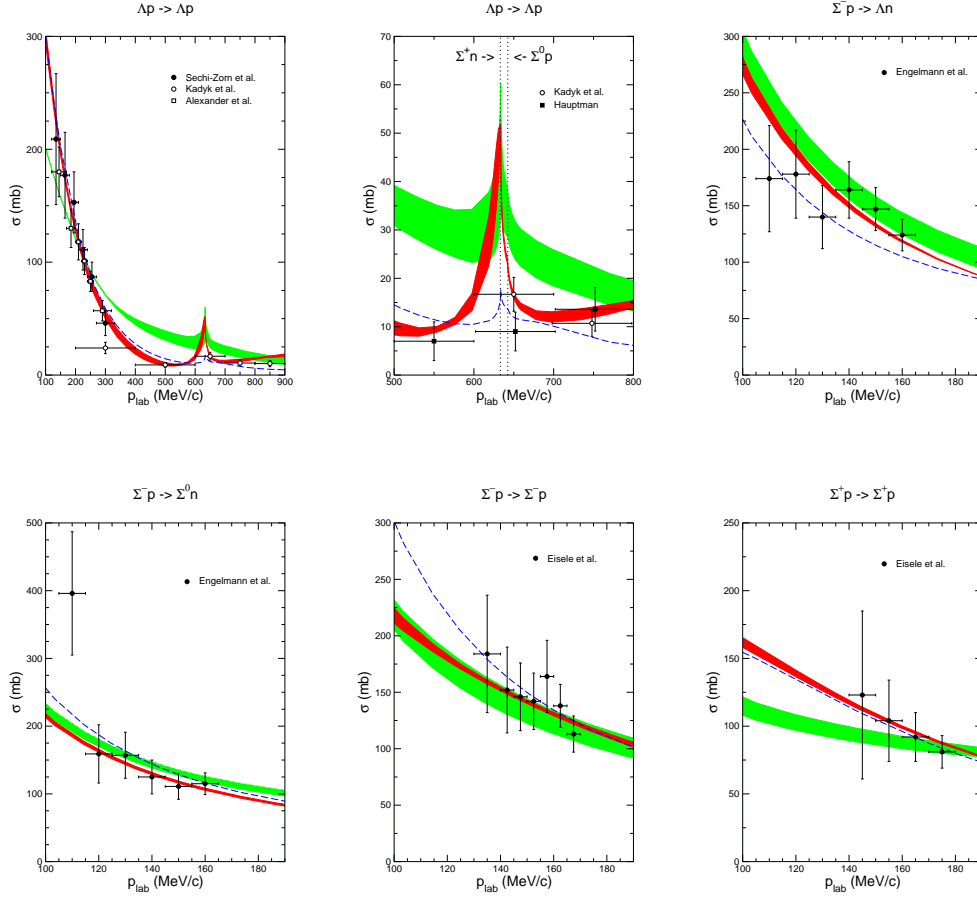 Λp -> Λp
300
250
200
150
100
50
0
σ (mb)
Sechi-Zorn et al.
Kadyk et al.
Alexander et al.
100 200 300 400 500 600 700 800 900
p_lab (MeV/c)
Λp -> Λp
70
60
50
40
30
20
10
0
σ (mb)
Σ⁺n -> <- Σ⁰p
Kadyk et al.
Hauptman
500 600 700 800
p_lab (MeV/c)
Σ⁻p -> Λn
300
250
200
150
100
50
0
σ (mb)
Engelmann et al.
100 120 140 160 180
p_lab (MeV/c)
Σ⁻p -> Σ⁰n
500
400
300
200
100
0
σ (mb)
Engelmann et al.
100 120 140 160 180
p_lab (MeV/c)
Σ⁻p -> Σ⁻p
300
250
200
150
100
50
0
σ (mb)
Eisele et al.
100 120 140 160 180
p_lab (MeV/c)
Σ⁺p -> Σ⁺p
250
200
150
100
50
0
σ (mb)
Eisele et al.
100 120 140 160 180
p_lab (MeV/c)